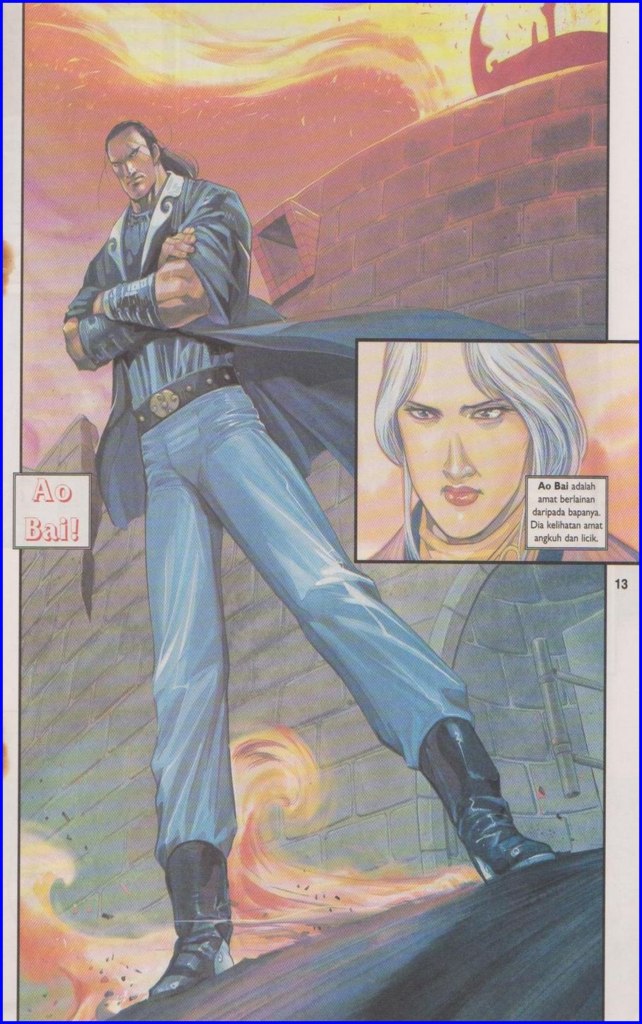 Ao
Bai!
Ao Bai adalah
amat berlainan
daripada bapanya.
Dia kelihatan amat
angkuh dan licik.
13